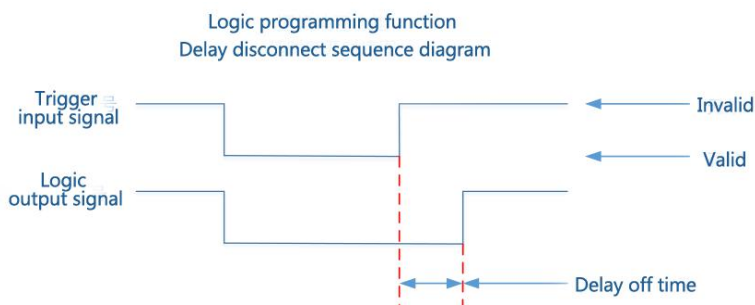 Logic programming function
Delay disconnect sequence diagram
Trigger
input signal
Invalid
Valid
Logic
output signal
Delay off time